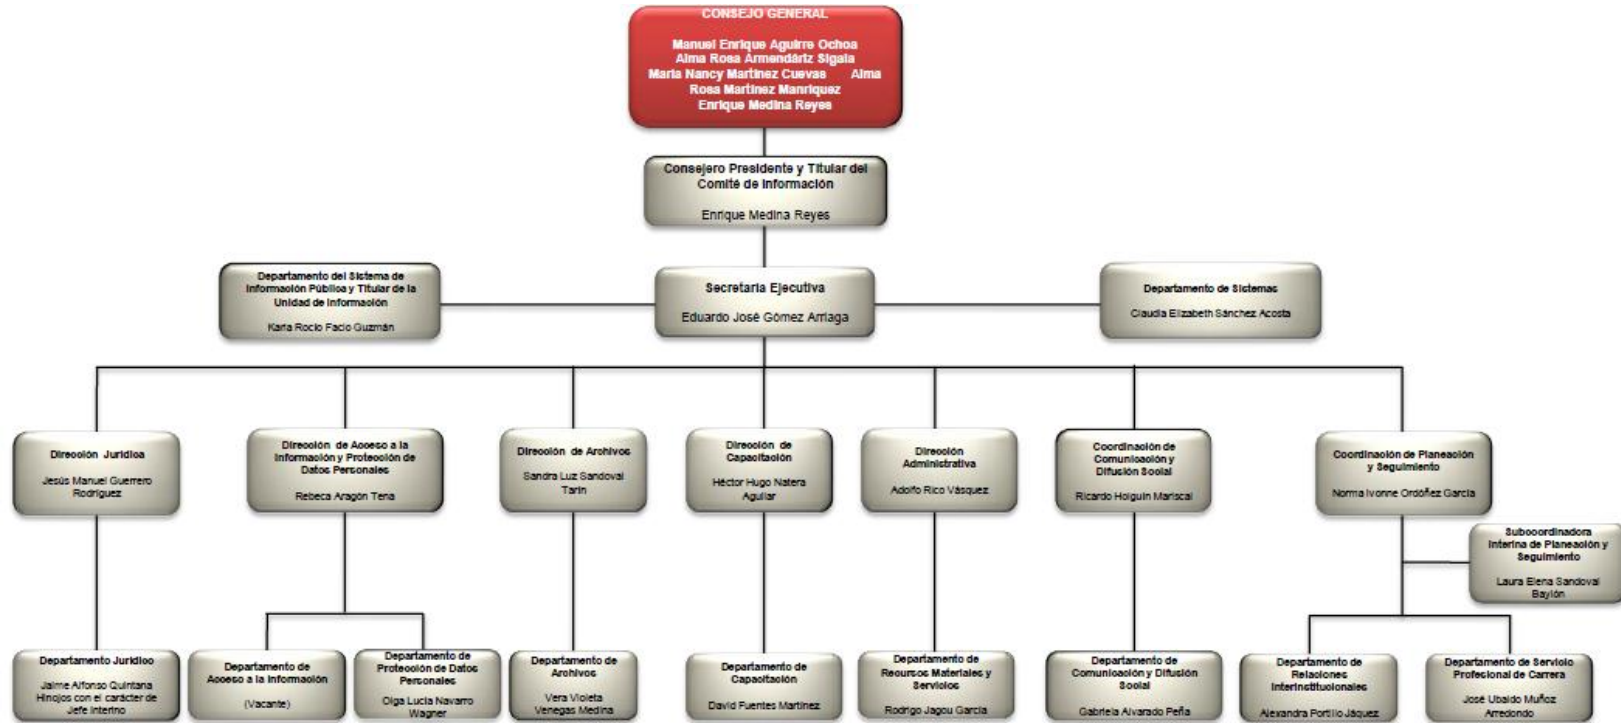 CONSEJO GENERAL
Manuel Enrique Aguirre Ochoa
Alma Rosa Armendáriz Sigala
María Nancy Martínez Cuevas Alma
Rosa Martínez Manríquez
Enrique Medina Reyes
Consejero Presidente y Titular del
Comité de Información
Enrique Medina Reyes
Departamento del Sistema de
Información Pública y Titular de la
Unidad de Información
Karla Rocío Facio Guzmán
Secretaria Ejecutiva
Eduardo José Gómez Arriaga
Departamento de Sistemas
Claudia Elizabeth Sánchez Acosta
Dirección Jurídica
Jesús Manuel Guerrero
Rodríguez
Dirección de Acceso a la
Información y Protección de
Datos Personales
Rebeca Aragón Tena
Dirección de Archivos
Sandra Luz Sandoval
Tarín
Dirección de
Capacitación
Héctor Hugo Natera
Aguilar
Dirección
Administrativa
Adolfo Rico Vásquez
Coordinación de
Comunicación y
Difusión Social
Ricardo Holguín Mariscal
Coordinación de Planeación
y Seguimiento
Norma Ivonne Ordóñez García
Subcoordinadora
Interina de Planeación y
Seguimiento
Laura Elena Sandoval
Baylón
Departamento Jurídico
Jaime Alfonso Quintana
Hinojos con el carácter de
Jefe Interino
Departamento de
Acceso a la Información
(Vacante)
Departamento de
Protección de Datos
Personales
Olga Lucía Navarro
Wagner
Departamento de
Archivos
Vera Violeta
Venegas Medina
Departamento de
Capacitación
David Fuentes Martínez
Departamento de
Recursos Materiales y
Servicios
Rodrigo Jagou García
Departamento de
Comunicación y Difusión
Social
Gabriela Alvarado Peña
Departamento de
Relaciones
Interinstitucionales
Alexandra Portillo Jáquez
Departamento de Servicio
Profesional de Carrera
José Ubaldo Muñoz
Arredondo